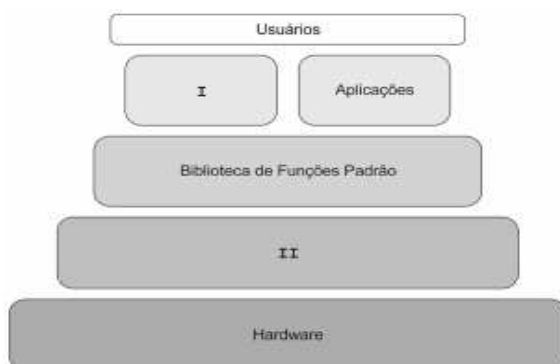 Usuários
I
Aplicações
Biblioteca de Funções Padrão
II
Hardware